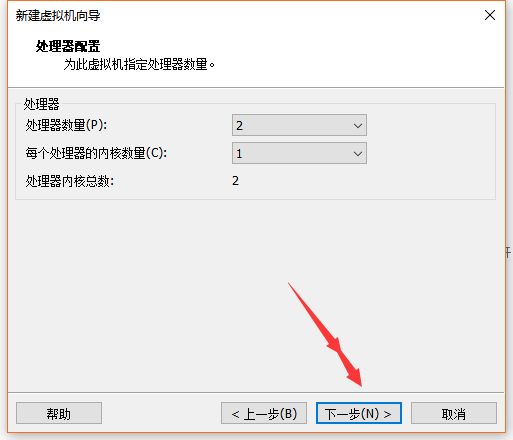 新建虚拟机向导
处理器配置
为此虚拟机指定处理器数量。
处理器
处理器数量(P): 2
每个处理器的内核数量(C): 1
处理器内核总数: 2
帮助 < 上一步(B) 下一步(N) > 取消